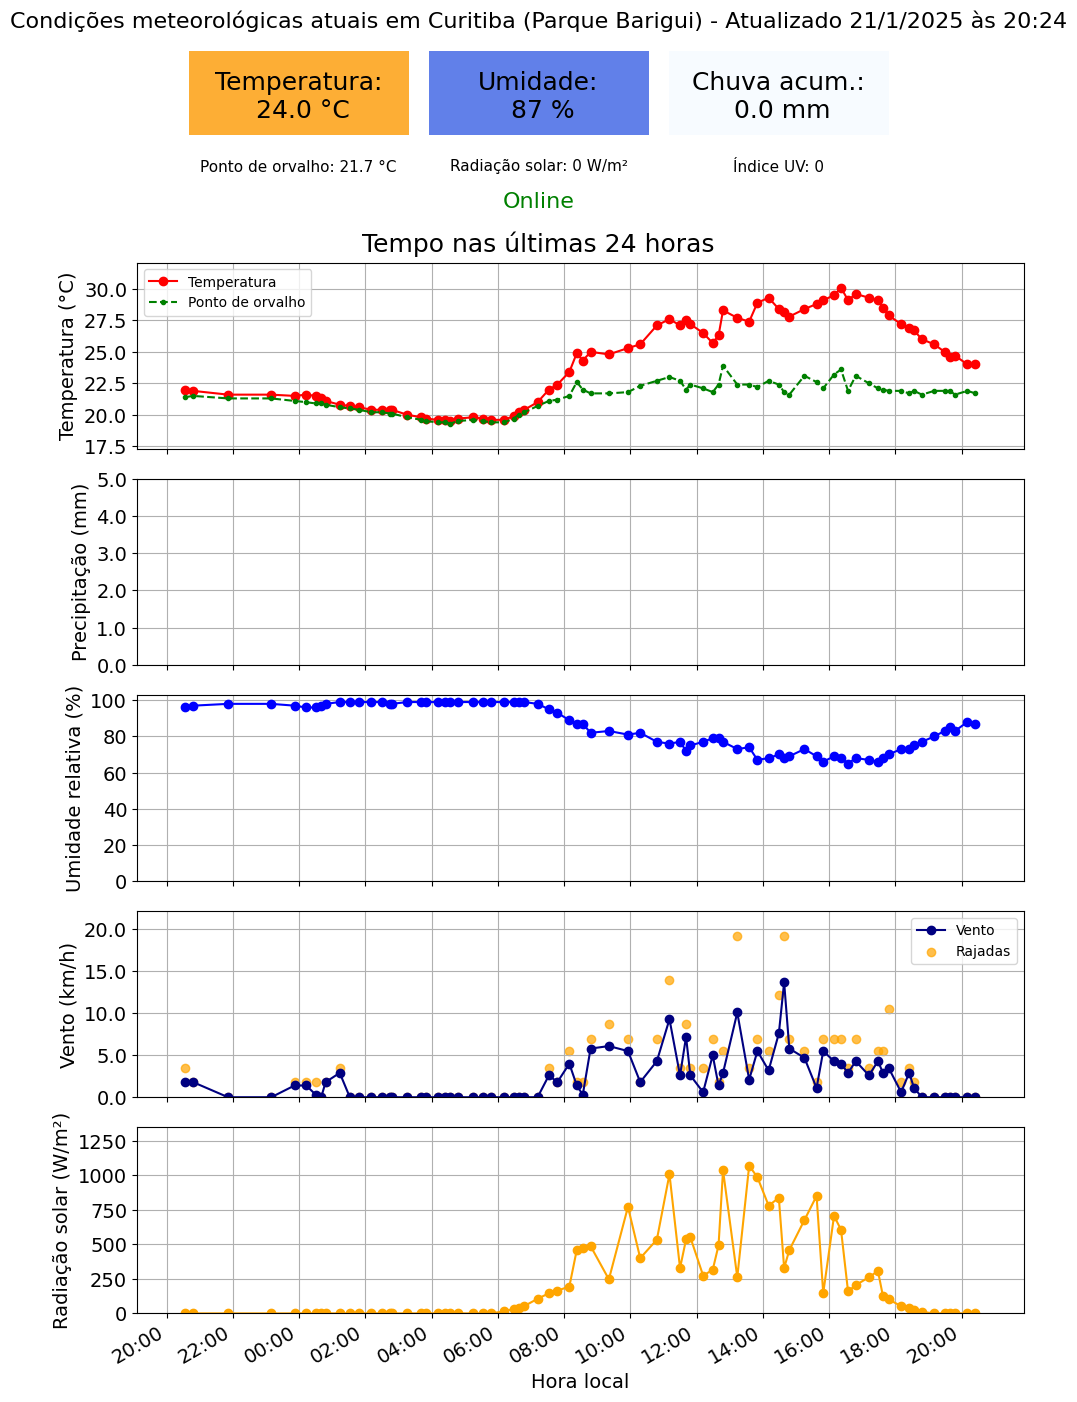 Condições meteorológicas atuais em Curitiba (Parque Barigui) - Atualizado 21/1/2025 às 20:24
Temperatura:
24.0 °C
Umidade:
87 %
Chuva acum.:
0.0 mm
Ponto de orvalho: 21.7 °C
Radiação solar: 0 W/m²
Índice UV: 0
Online
Tempo nas últimas 24 horas
Temperatura (°C)
30.0
27.5
25.0
22.5
20.0
17.5
Temperatura
Ponto de orvalho
Precipitação (mm)
5.0
4.0
3.0
2.0
1.0
0.0
Umidade relativa (%)
100
80
60
40
20
0
Vento (km/h)
20.0
15.0
10.0
5.0
0.0
Vento
Rajadas
Radiação solar (W/m²)
1250
1000
750
500
250
0
20:00
22:00
00:00
02:00
04:00
06:00
08:00
10:00
12:00
14:00
16:00
18:00
20:00
Hora local